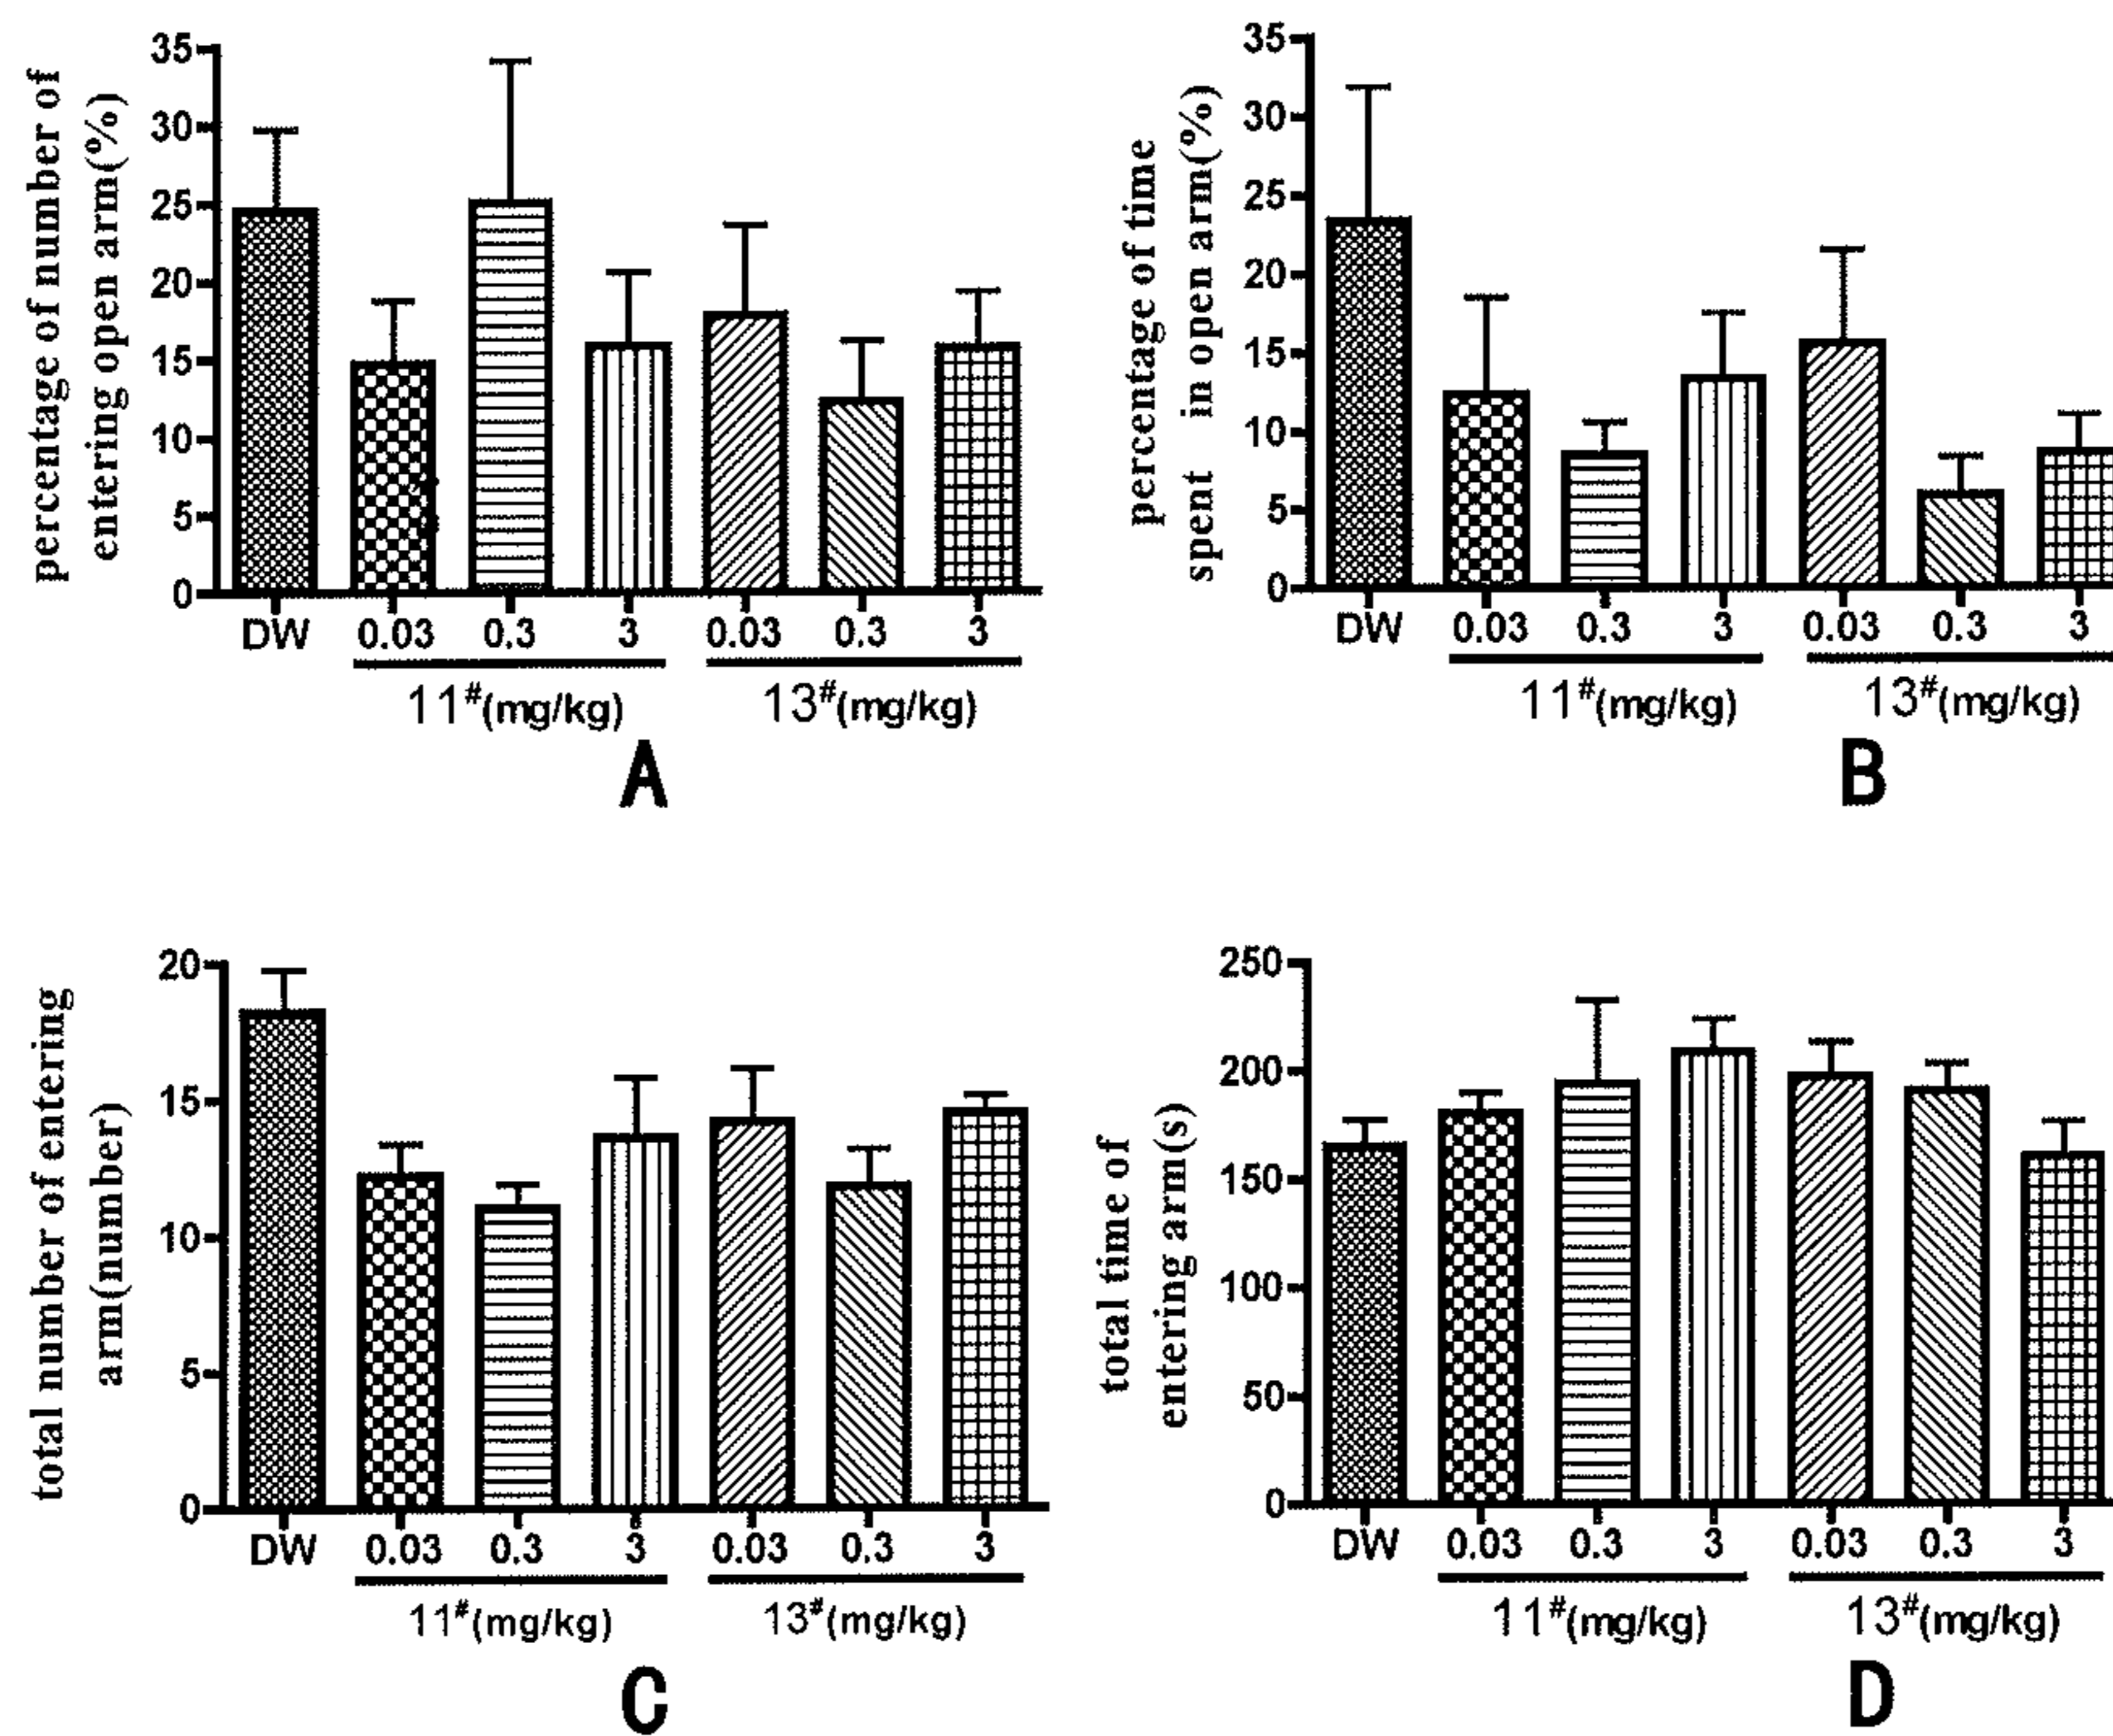 percentage of number of
entering open arm(%)
35
30
25
20
15
10
5
0
DW 0.03 0.3 3 0.03 0.3 3
11#(mg/kg) 13#(mg/kg)
A
percentage of time
spent in open arm(%)
35
30
25
20
15
10
5
0
DW 0.03 0.3 3 0.03 0.3 3
11#(mg/kg) 13#(mg/kg)
B
total number of entering
arm(number)
20
15
10
5
0
DW 0.03 0.3 3 0.03 0.3 3
11#(mg/kg) 13#(mg/kg)
C
total time of
entering arm(s)
250
200
150
100
50
0
DW 0.03 0.3 3 0.03 0.3 3
11#(mg/kg) 13#(mg/kg)
D